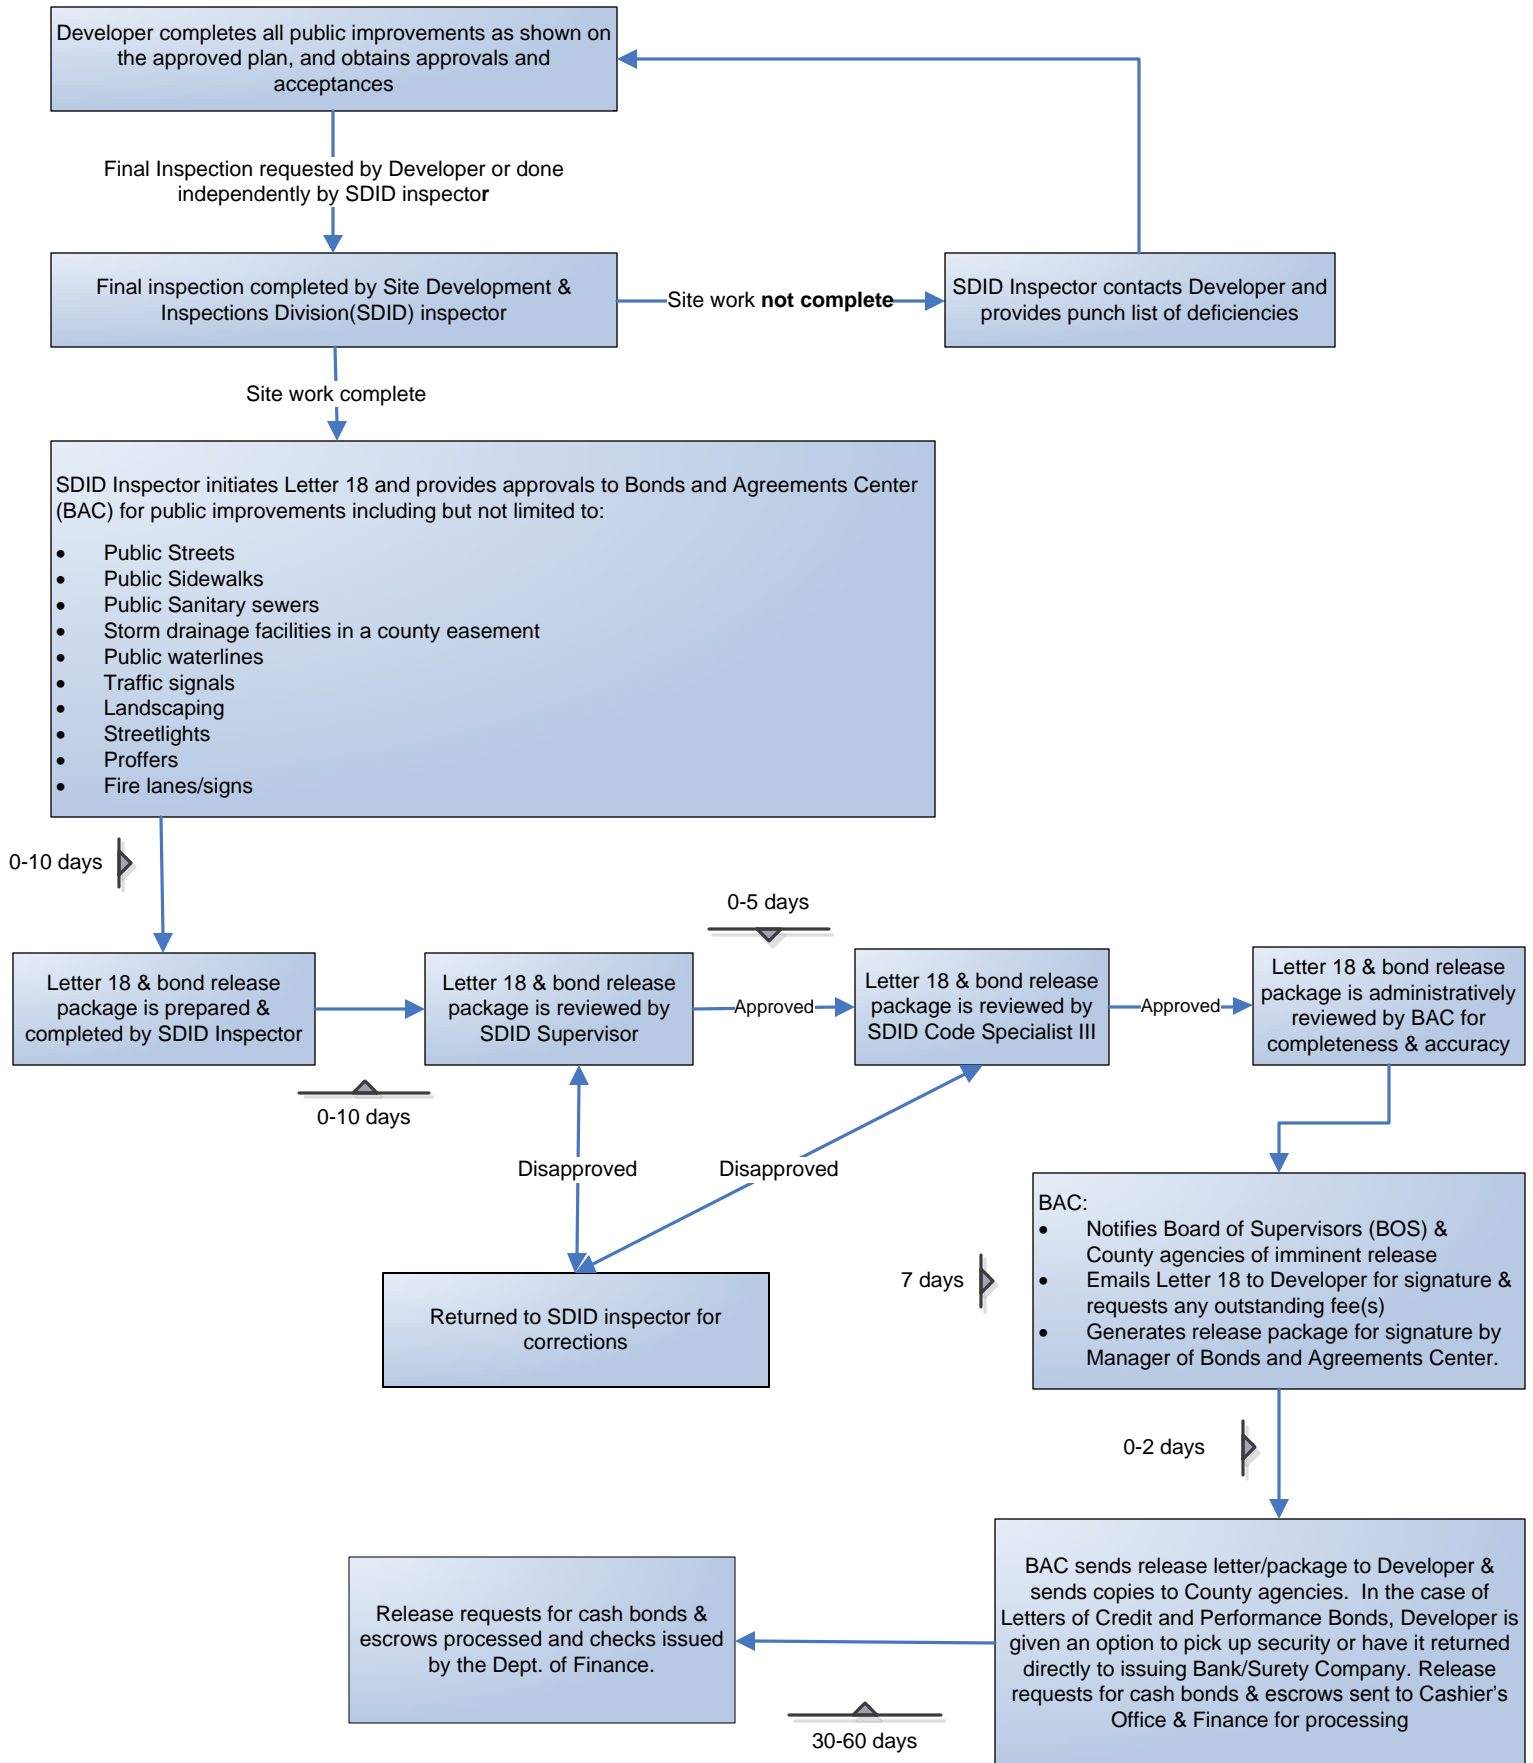 Developer completes all public improvements as shown on
the approved plan, and obtains approvals and
acceptances
Final Inspection requested by Developer or done
independently by SDID inspector
Final inspection completed by Site Development &
Inspections Division(SDID) inspector
Site work not complete
SDID Inspector contacts Developer and
provides punch list of deficiencies
Site work complete
SDID Inspector initiates Letter 18 and provides approvals to Bonds and Agreements Center
(BAC) for public improvements including but not limited to:
• Public Streets
• Public Sidewalks
• Public Sanitary sewers
• Storm drainage facilities in a county easement
• Public waterlines
• Traffic signals
• Landscaping
• Streetlights
• Proffers
• Fire lanes/signs
0-10 days
0-5 days
Letter 18 & bond release
package is prepared &
completed by SDID Inspector
Letter 18 & bond release
package is reviewed by
SDID Supervisor
Approved
Letter 18 & bond release
package is reviewed by
SDID Code Specialist III
Approved
Letter 18 & bond release
package is administratively
reviewed by BAC for
completeness & accuracy
0-10 days
Disapproved
Disapproved
Returned to SDID inspector for
corrections
7 days
BAC:
• Notifies Board of Supervisors (BOS) &
County agencies of imminent release
• Emails Letter 18 to Developer for signature &
requests any outstanding fee(s)
• Generates release package for signature by
Manager of Bonds and Agreements Center.
0-2 days
BAC sends release letter/package to Developer &
sends copies to County agencies. In the case of
Letters of Credit and Performance Bonds, Developer is
given an option to pick up security or have it returned
directly to issuing Bank/Surety Company. Release
requests for cash bonds & escrows sent to Cashier's
Office & Finance for processing
Release requests for cash bonds &
escrows processed and checks issued
by the Dept. of Finance.
30-60 days